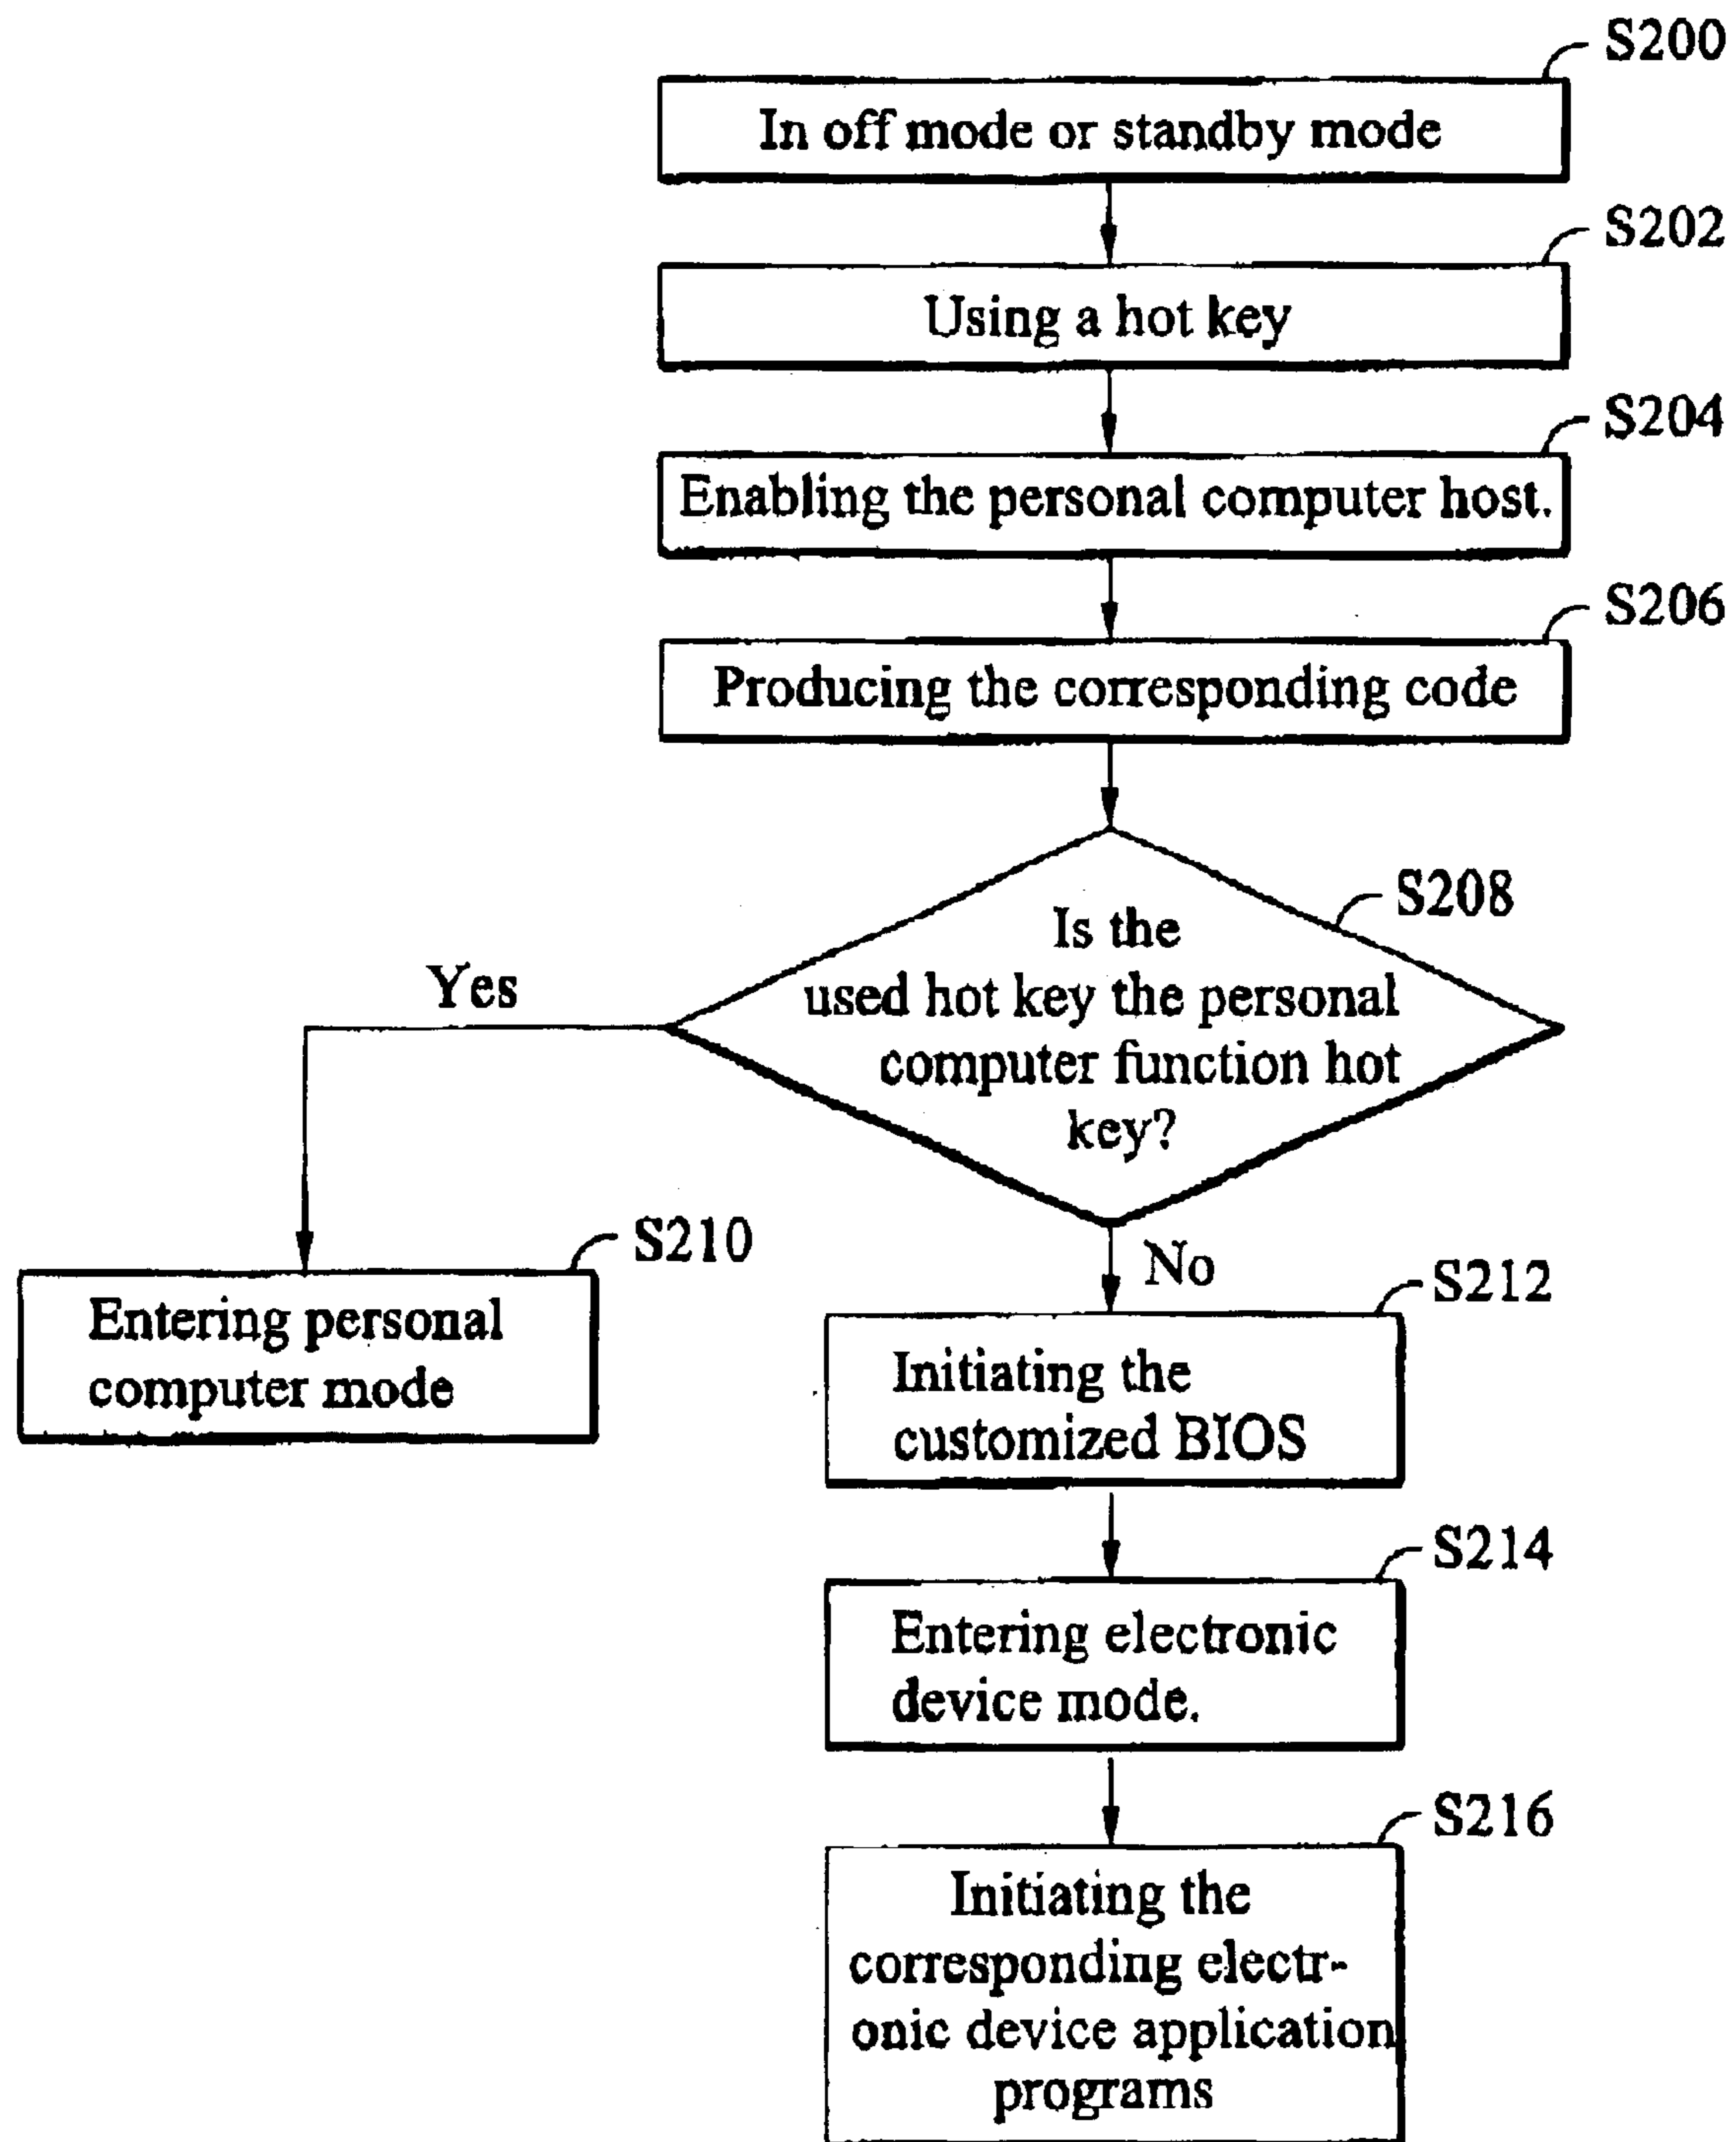 S200
In off mode or standby mode
S202
Using a hot key
S204
Enabling the personal computer host.
S206
Producing the corresponding code
S208
Is the
used hot key the personal
computer function hot
key?
Yes
No
S210
Entering personal
computer mode
S212
Initiating the
customized BIOS
S214
Entering electronic
device mode.
S216
Initiating the
corresponding electr-
onic device application
programs